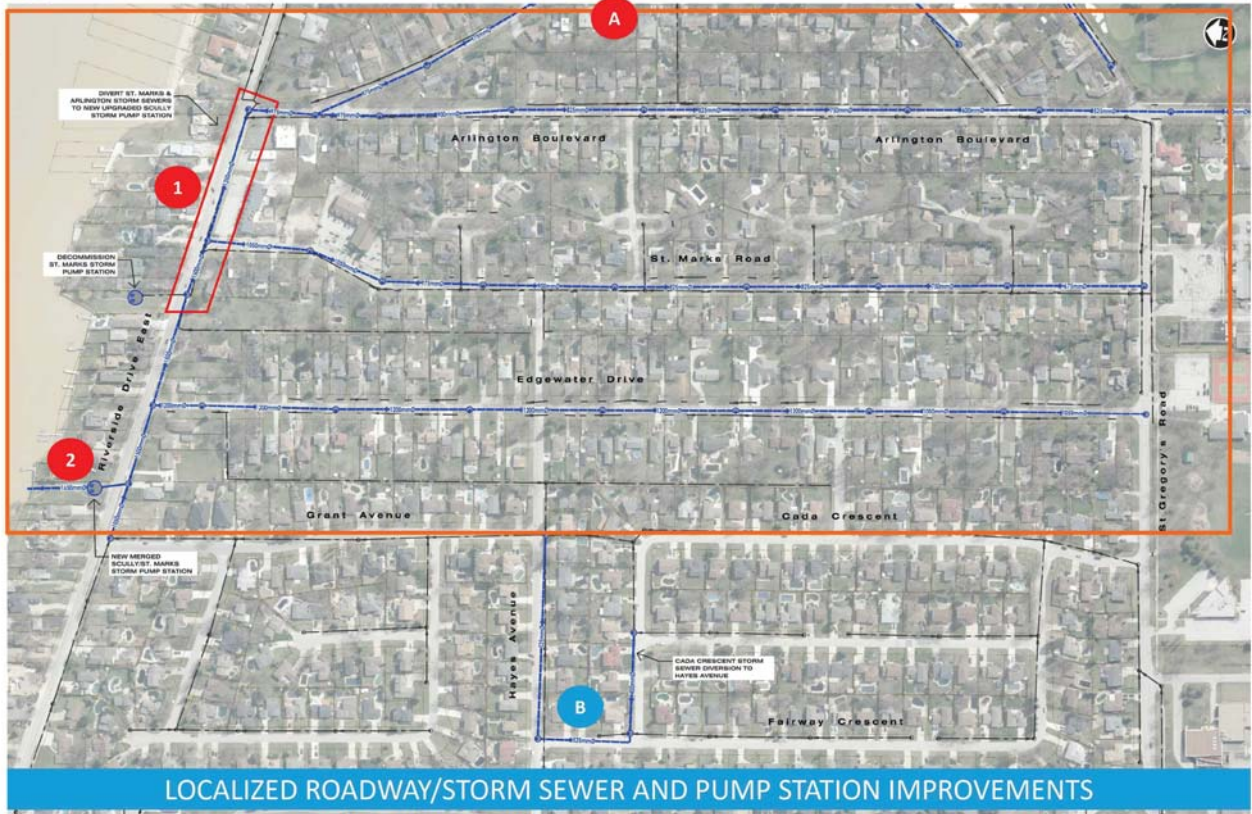 A
DIVERT ST. MARKS &
ARLINGTON STORM SEWERS
TO NEW UPGRADED SCULLY
STORM PUMP STATION
Arlington Boulevard
Arlington Boulevard
1
DECOMMISSION
ST. MARKS STORM
PUMP STATION
St. Marks Road
Riverside Drive East
Edgewater Drive
2
St Gregory's Road
Grant Avenue
Cada Crescent
NEW MERGED
SCULLY/ST. MARKS
STORM PUMP STATION
Hayes Avenue
CADA CRESCENT STORM
SEWER DIVERSION TO
HAYES AVENUE
B
Fairway Crescent
LOCALIZED ROADWAY/STORM SEWER AND PUMP STATION IMPROVEMENTS